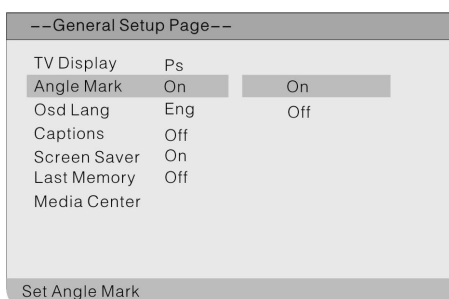 --General Setup Page--
TV Display Ps
Angle Mark On On
Osd Lang Eng Off
Captions Off
Screen Saver On
Last Memory Off
Media Center
Set Angle Mark